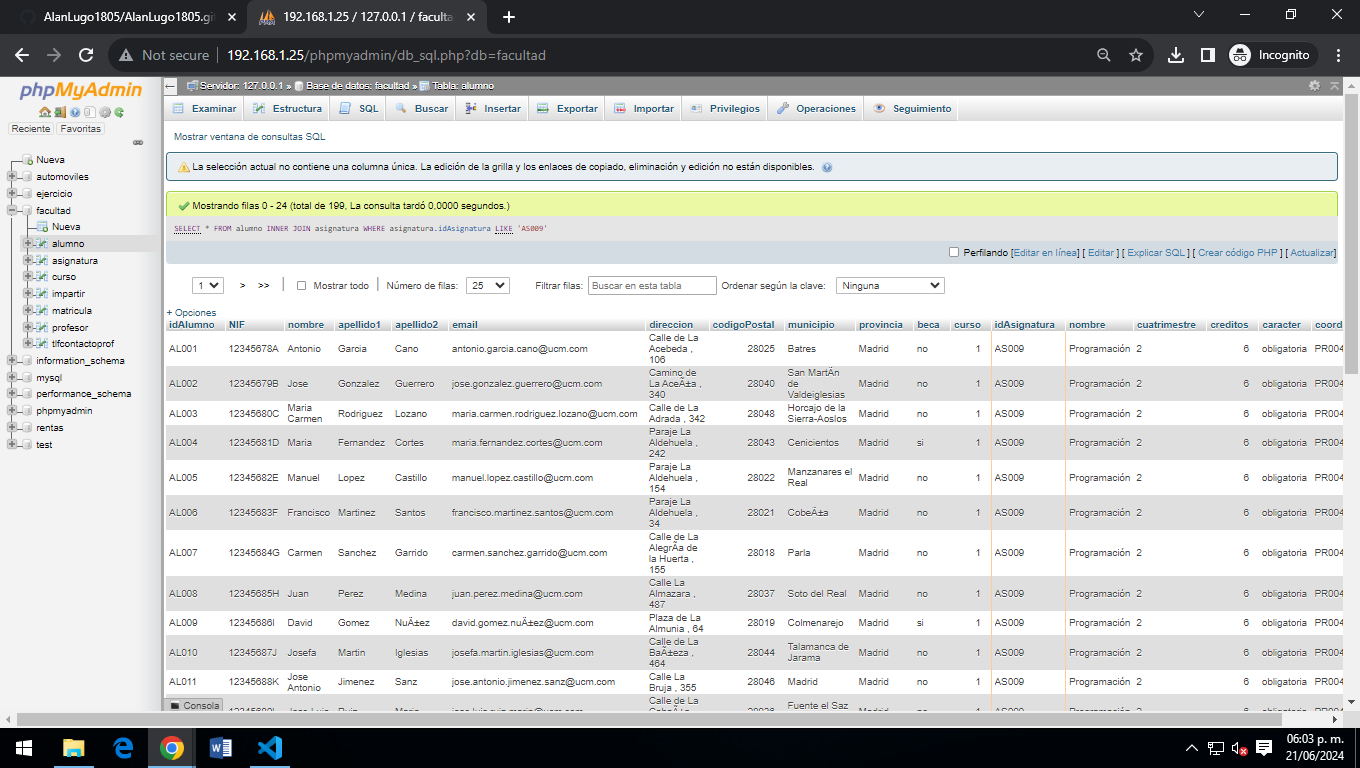 AlanLugo1805/AlanLugo1805.gi
192.168.1.25 / 127.0.0.1 / faculta
Not secure 192.168.1.25/phpmyadmin/db_sql.php?db=facultad Incognito
phpMyAdmin
Reciente Favoritas
Nueva
automoviles
ejercicio
facultad
Nueva
alumno
asignatura
curso
impartir
matricula
profesor
tlfcontactoprof
information_schema
mysql
performance_schema
phpmyadmin
rentas
test
Servidor: 127.0.0.1 » Base de datos: facultad » Tabla: alumno
Examinar Estructura SQL Buscar Insertar Exportar Importar Privilegios Operaciones Seguimiento
Mostrar ventana de consultas SQL
La selección actual no contiene una columna única. La edición de la grilla y los enlaces de copiado, eliminación y edición no están disponibles.
Mostrando filas 0 - 24 (total de 199, La consulta tardó 0,0000 segundos.)
SELECT * FROM alumno INNER JOIN asignatura WHERE asignatura.idAsignatura LIKE 'AS009'
Perfilando [Editar en línea] [ Editar ] [ Explicar SQL ] [ Crear código PHP ] [ Actualizar]
1 > >> Mostrar todo Número de filas: 25 Filtrar filas: Buscar en esta tabla Ordenar según la clave: Ninguna
+ Opciones
idAlumno NIF nombre apellido1 apellido2 email direccion codigoPostal municipio provincia beca curso idAsignatura nombre cuatrimestre creditos caracter coord
AL001 12345678A Antonio Garcia Cano antonio.garcia.cano@ucm.com Calle de La Acebeda , 106 28025 Batres Madrid no 1 AS009 Programación 2 6 obligatoria PR004
AL002 12345679B Jose Gonzalez Guerrero jose.gonzalez.guerrero@ucm.com Camino de La AceÃ±a , 340 28040 San MartÃn de Valdeiglesias Madrid no 1 AS009 Programación 2 6 obligatoria PR004
AL003 12345680C Maria Carmen Rodriguez Lozano maria.carmen.rodriguez.lozano@ucm.com Calle de La Adrada , 342 28048 Horcajo de la Sierra-Aoslos Madrid no 1 AS009 Programación 2 6 obligatoria PR004
AL004 12345681D Maria Fernandez Cortes maria.fernandez.cortes@ucm.com Paraje La Aldehuela , 242 28043 Cenicientos Madrid si 1 AS009 Programación 2 6 obligatoria PR004
AL005 12345682E Manuel Lopez Castillo manuel.lopez.castillo@ucm.com Paraje La Aldehuela , 154 28022 Manzanares el Real Madrid no 1 AS009 Programación 2 6 obligatoria PR004
AL006 12345683F Francisco Martinez Santos francisco.martinez.santos@ucm.com Paraje La Aldehuela , 34 28021 CobeÃ±a Madrid no 1 AS009 Programación 2 6 obligatoria PR004
AL007 12345684G Carmen Sanchez Garrido carmen.sanchez.garrido@ucm.com Calle de La AlegrÃa de la Huerta , 155 28018 Parla Madrid no 1 AS009 Programación 2 6 obligatoria PR004
AL008 12345685H Juan Perez Medina juan.perez.medina@ucm.com Calle La Almazara , 487 28037 Soto del Real Madrid no 1 AS009 Programación 2 6 obligatoria PR004
AL009 12345686I David Gomez NuÃ±ez david.gomez.nuÃ±ez@ucm.com Plaza de La Almunia , 64 28019 Colmenarejo Madrid si 1 AS009 Programación 2 6 obligatoria PR004
AL010 12345687J Josefa Martin Iglesias josefa.martin.iglesias@ucm.com Calle de La BaÃ±eza , 464 28044 Talamanca de Jarama Madrid no 1 AS009 Programación 2 6 obligatoria PR004
AL011 12345688K Jose Antonio Jimenez Sanz jose.antonio.jimenez.sanz@ucm.com Calle La Bruja , 355 28046 Madrid Madrid no 1 AS009 Programación 2 6 obligatoria PR004
Calle de La Fuente el Saz
Consola
06:03 p. m.
21/06/2024